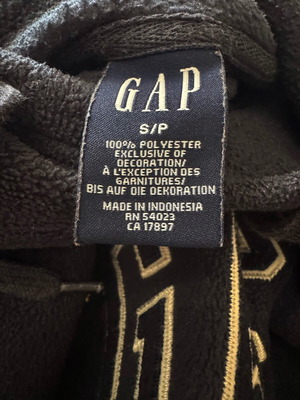 GAP
S/P
100% POLYESTER
EXCLUSIVE OF
DECORATION/
À L'EXCEPTION DES
GARNITURES/
BIS AUF DIE DEKORATION
MADE IN INDONESIA
RN 54023
CA 17897